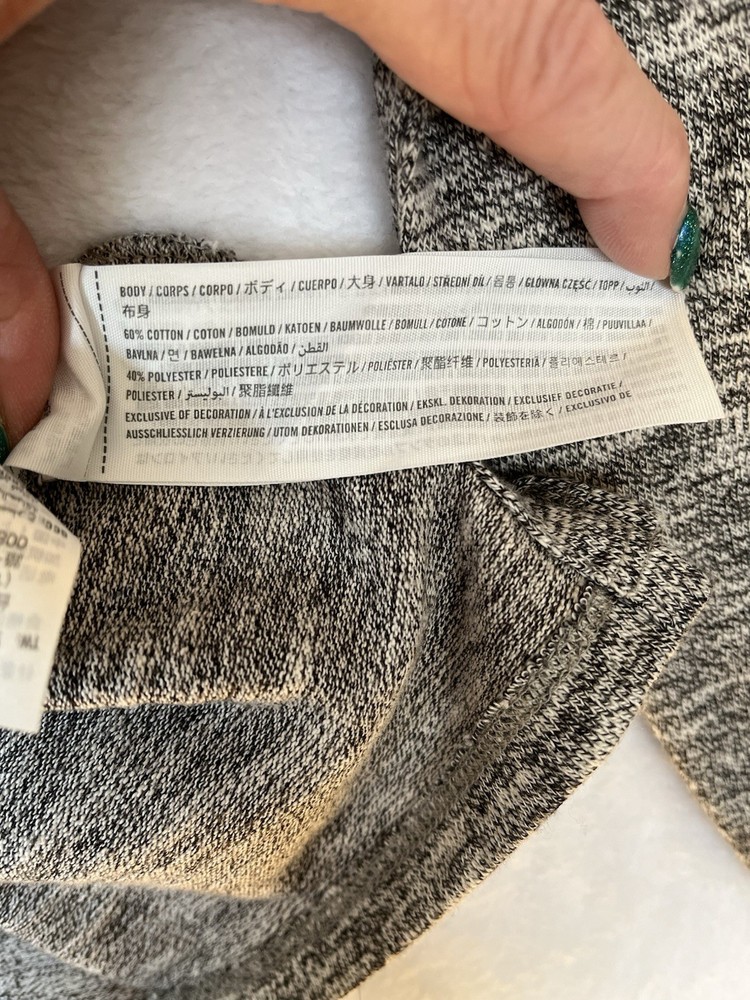 BODY / CORPS / CORPO / ボディ / CUERPO / 大身 / VARTALO / STŘEDNÍ DÍL / 몸통 / GŁÓWNA CZĘŚĆ / TOPP / الثوب /
布身
60% COTTON / COTON / BOMULD / KATOEN / BAUMWOLLE / BOMULL / COTONE / コットン / ALGODÓN / 棉 / PUUVILLAA /
BAVLNA / 면 / BAWEŁNA / ALGODÃO / القطن
40% POLYESTER / POLIESTERE / ポリエステル / POLIÉSTER / 聚酯纤维 / POLYESTERIÄ / 폴리에스테르 /
POLIESTER / البوليستر / 聚脂纖維
EXCLUSIVE OF DECORATION / À L'EXCLUSION DE LA DÉCORATION / EKSKL. DEKORATION / EXCLUSIEF DECORATIE /
AUSSCHLIESSLICH VERZIERUNG / UTOM DEKORATIONEN / ESCLUSA DECORAZIONE / 装飾を除く / EXCLUSIVO DE